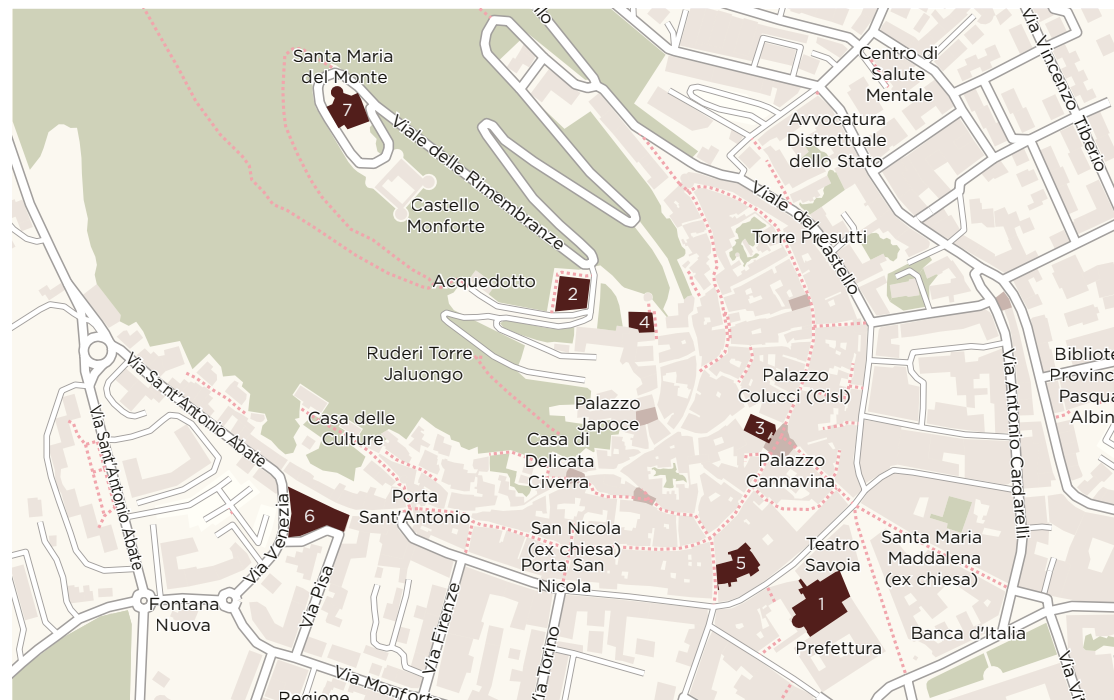 Santa Maria
del Monte
7
Viale delle Rimembranze
Castello
Monforte
Centro di
Salute
Mentale
Via Vincenzo Tiberio
Avvocatura
Distrettuale
dello Stato
Viale del Castello
Torre Presutti
Acquedotto
2
4
Ruderi Torre
Jaluongo
Via Sant'Antonio Abate
Via Sant'Antonio Abate
Casa delle
Culture
Palazzo
Japoce
Palazzo
Colucci (Cisl)
3
Palazzo
Cannavina
Casa di
Delicata
Civerra
Via Antonio Cardarelli
Bibliote
Provinc
Pasqua
Albin
Porta
Sant'Antonio
6
Via Venezia
San Nicola
(ex chiesa)
Porta San
Nicola
5
Teatro
Savoia
Santa Maria
Maddalena
(ex chiesa)
1
Fontana
Nuova
Via Pisa
Via Firenze
Via Torino
Banca d'Italia
Prefettura
Via Monforte
Regione